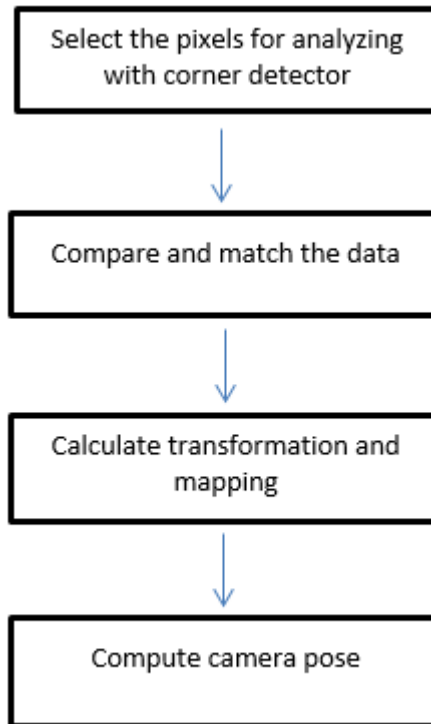 Select the pixels for analyzing
with corner detector
Compare and match the data
Calculate transformation and
mapping
Compute camera pose